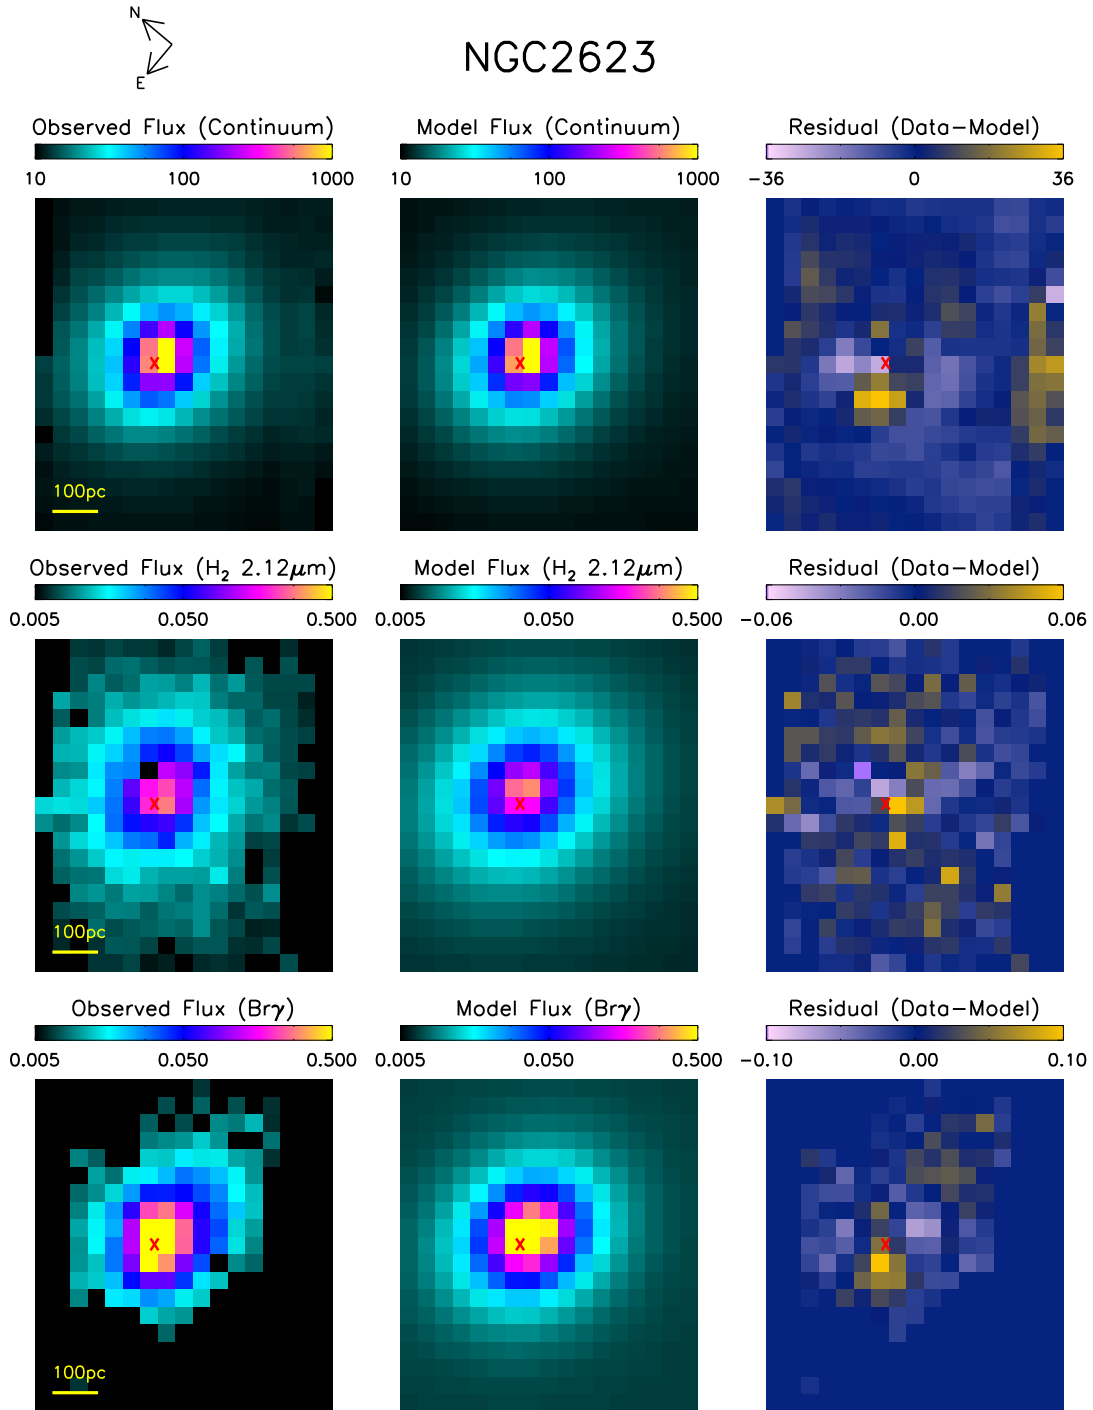 N
E
NGC2623
Observed Flux (Continuum)
10 100 1000
Model Flux (Continuum)
10 100 1000
Residual (Data-Model)
-36 0 36
X X X
100pc
Observed Flux (H₂ 2.12μm)
0.005 0.050 0.500
Model Flux (H₂ 2.12μm)
0.005 0.050 0.500
Residual (Data-Model)
-0.06 0.00 0.06
X X X
100pc
Observed Flux (Brγ)
0.005 0.050 0.500
Model Flux (Brγ)
0.005 0.050 0.500
Residual (Data-Model)
-0.10 0.00 0.10
X X X
100pc